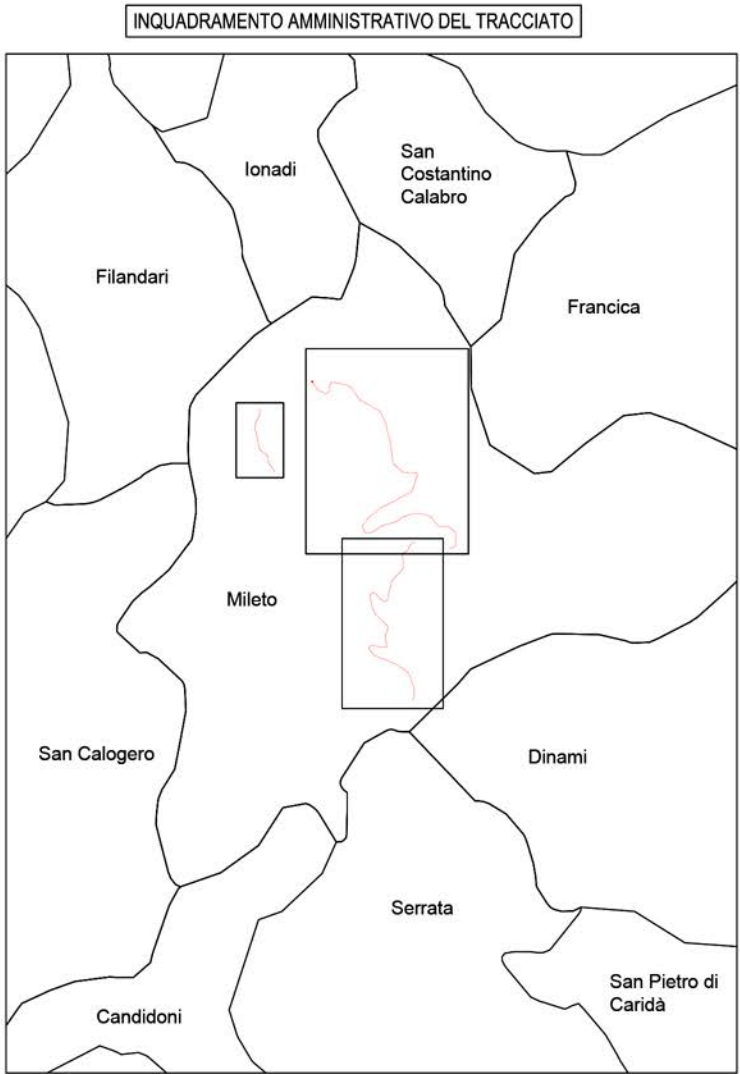 INQUADRAMENTO AMMINISTRATIVO DEL TRACCIATO
Ionadi
San
Costantino
Calabro
Filandari
Francica
Mileto
San Calogero
Dinami
Serrata
San Pietro di
Caridà
Candidoni